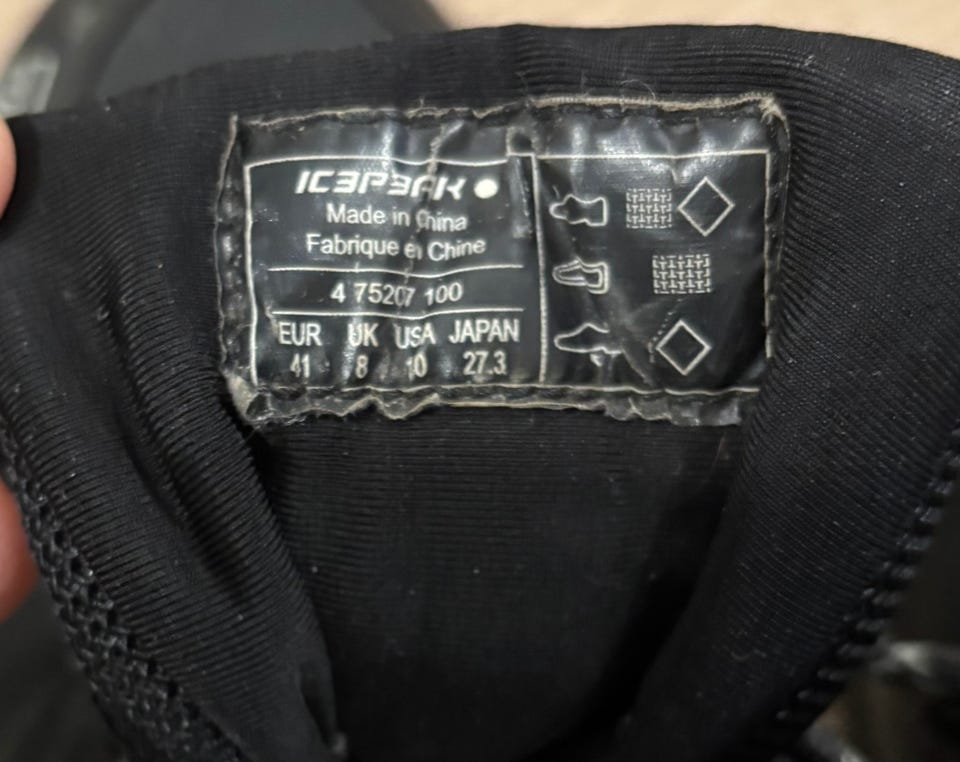 ICEPEAK
Made in China
Fabrique en Chine
4 75207 100
EUR UK USA JAPAN
41 8 10 27.3